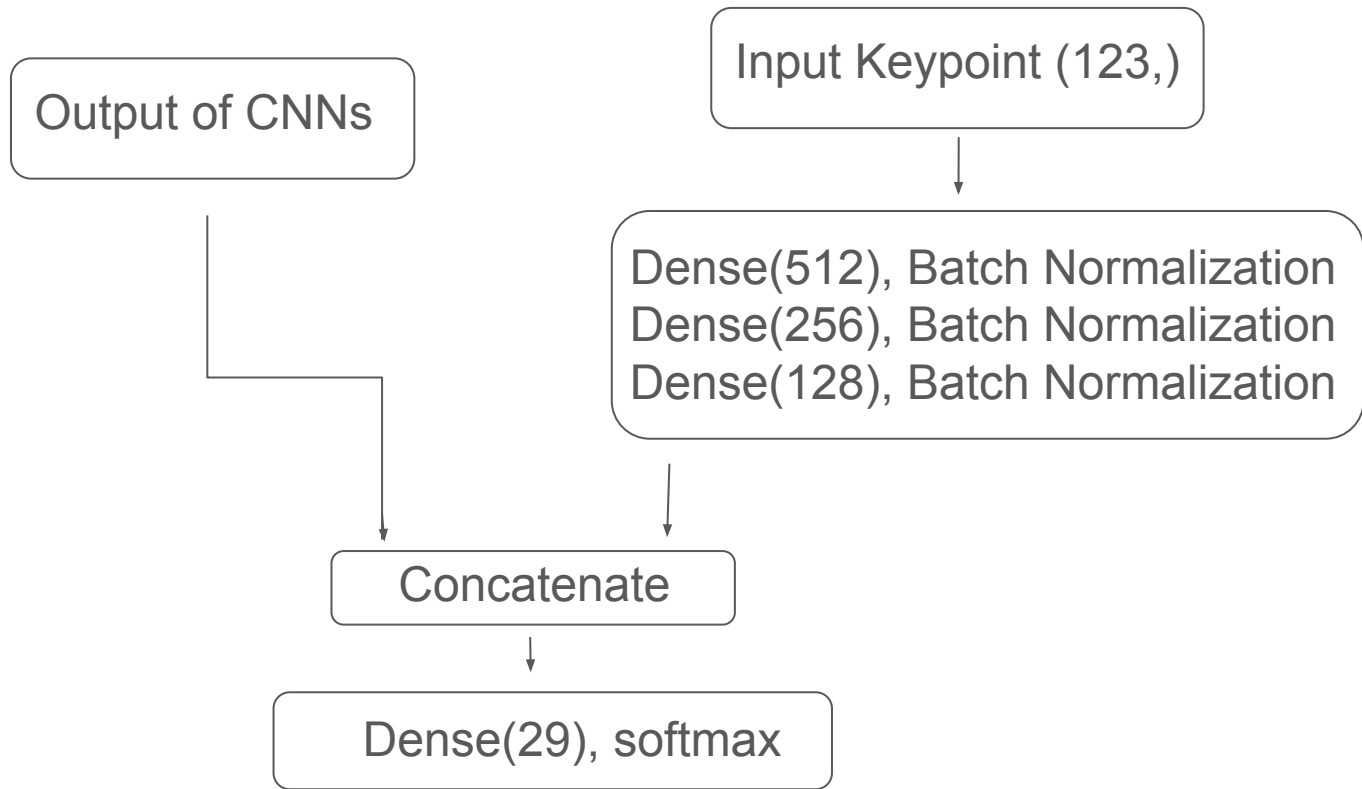 Output of CNNs
Input Keypoint (123,)
Dense(512), Batch Normalization
Dense(256), Batch Normalization
Dense(128), Batch Normalization
Concatenate
Dense(29), softmax